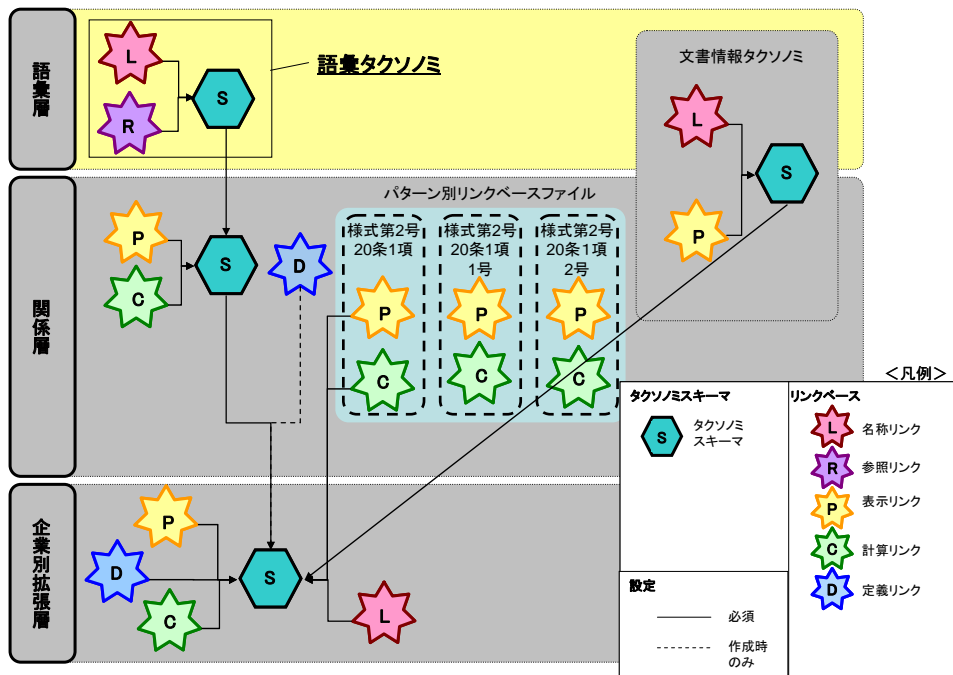 語彙層
L
R
S
語彙タクソノミ
文書情報タクソノミ
L
P
S
関係層
P
C
S
D
パターン別リンクベースファイル
様式第2号
20条1項
P
C
様式第2号
20条1項
1号
P
C
様式第2号
20条1項
2号
P
C
企業別拡張層
P
D
C
S
L
<凡例>
タクソノミスキーマ
S
タクソノミ
スキーマ
設定
必須
作成時
のみ
リンクベース
L
名称リンク
R
参照リンク
P
表示リンク
C
計算リンク
D
定義リンク